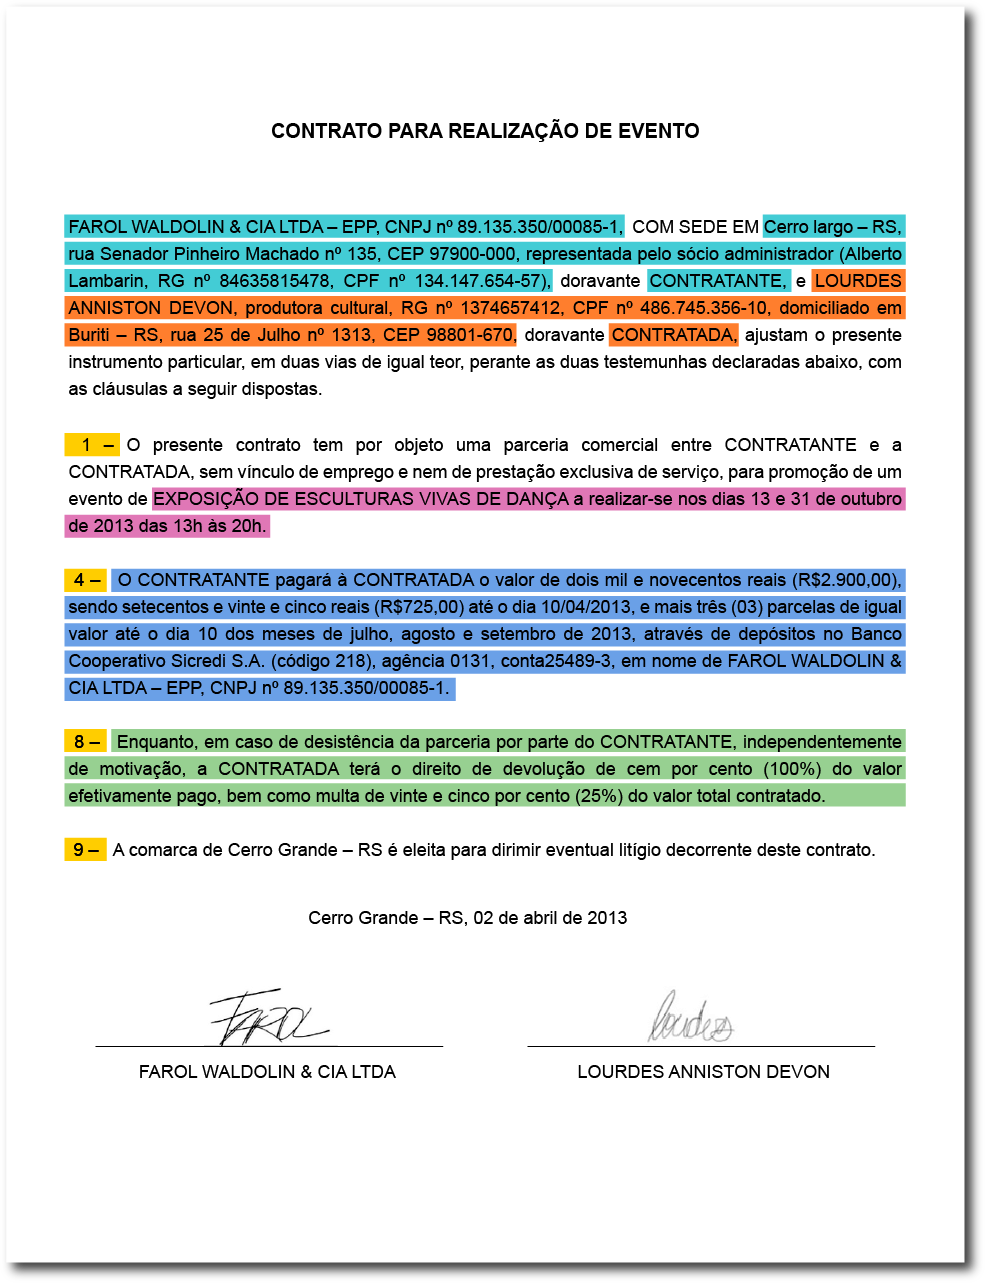 CONTRATO PARA REALIZAÇÃO DE EVENTO
FAROL WALDOLIN & CIA LTDA – EPP, CNPJ nº 89.135.350/00085-1, COM SEDE EM Cerro largo – RS,
rua Senador Pinheiro Machado nº 135, CEP 97900-000, representada pelo sócio administrador (Alberto
Lambarin, RG nº 84635815478, CPF nº 134.147.654-57), doravante CONTRATANTE, e LOURDES
ANNISTON DEVON, produtora cultural, RG nº 1374657412, CPF nº 486.745.356-10, domiciliado em
Buriti – RS, rua 25 de Julho nº 1313, CEP 98801-670, doravante CONTRATADA, ajustam o presente
instrumento particular, em duas vias de igual teor, perante as duas testemunhas declaradas abaixo, com
as cláusulas a seguir dispostas.
1 – O presente contrato tem por objeto uma parceria comercial entre CONTRATANTE e a
CONTRATADA, sem vínculo de emprego e nem de prestação exclusiva de serviço, para promoção de um
evento de EXPOSIÇÃO DE ESCULTURAS VIVAS DE DANÇA a realizar-se nos dias 13 e 31 de outubro
de 2013 das 13h às 20h.
4 – O CONTRATANTE pagará à CONTRATADA o valor de dois mil e novecentos reais (R$2.900,00),
sendo setecentos e vinte e cinco reais (R$725,00) até o dia 10/04/2013, e mais três (03) parcelas de igual
valor até o dia 10 dos meses de julho, agosto e setembro de 2013, através de depósitos no Banco
Cooperativo Sicredi S.A. (código 218), agência 0131, conta25489-3, em nome de FAROL WALDOLIN &
CIA LTDA – EPP, CNPJ nº 89.135.350/00085-1.
8 – Enquanto, em caso de desistência da parceria por parte do CONTRATANTE, independentemente
de motivação, a CONTRATADA terá o direito de devolução de cem por cento (100%) do valor
efetivamente pago, bem como multa de vinte e cinco por cento (25%) do valor total contratado.
9 – A comarca de Cerro Grande – RS é eleita para dirimir eventual litígio decorrente deste contrato.
Cerro Grande – RS, 02 de abril de 2013
FAROL lourdes
FAROL WALDOLIN & CIA LTDA LOURDES ANNISTON DEVON